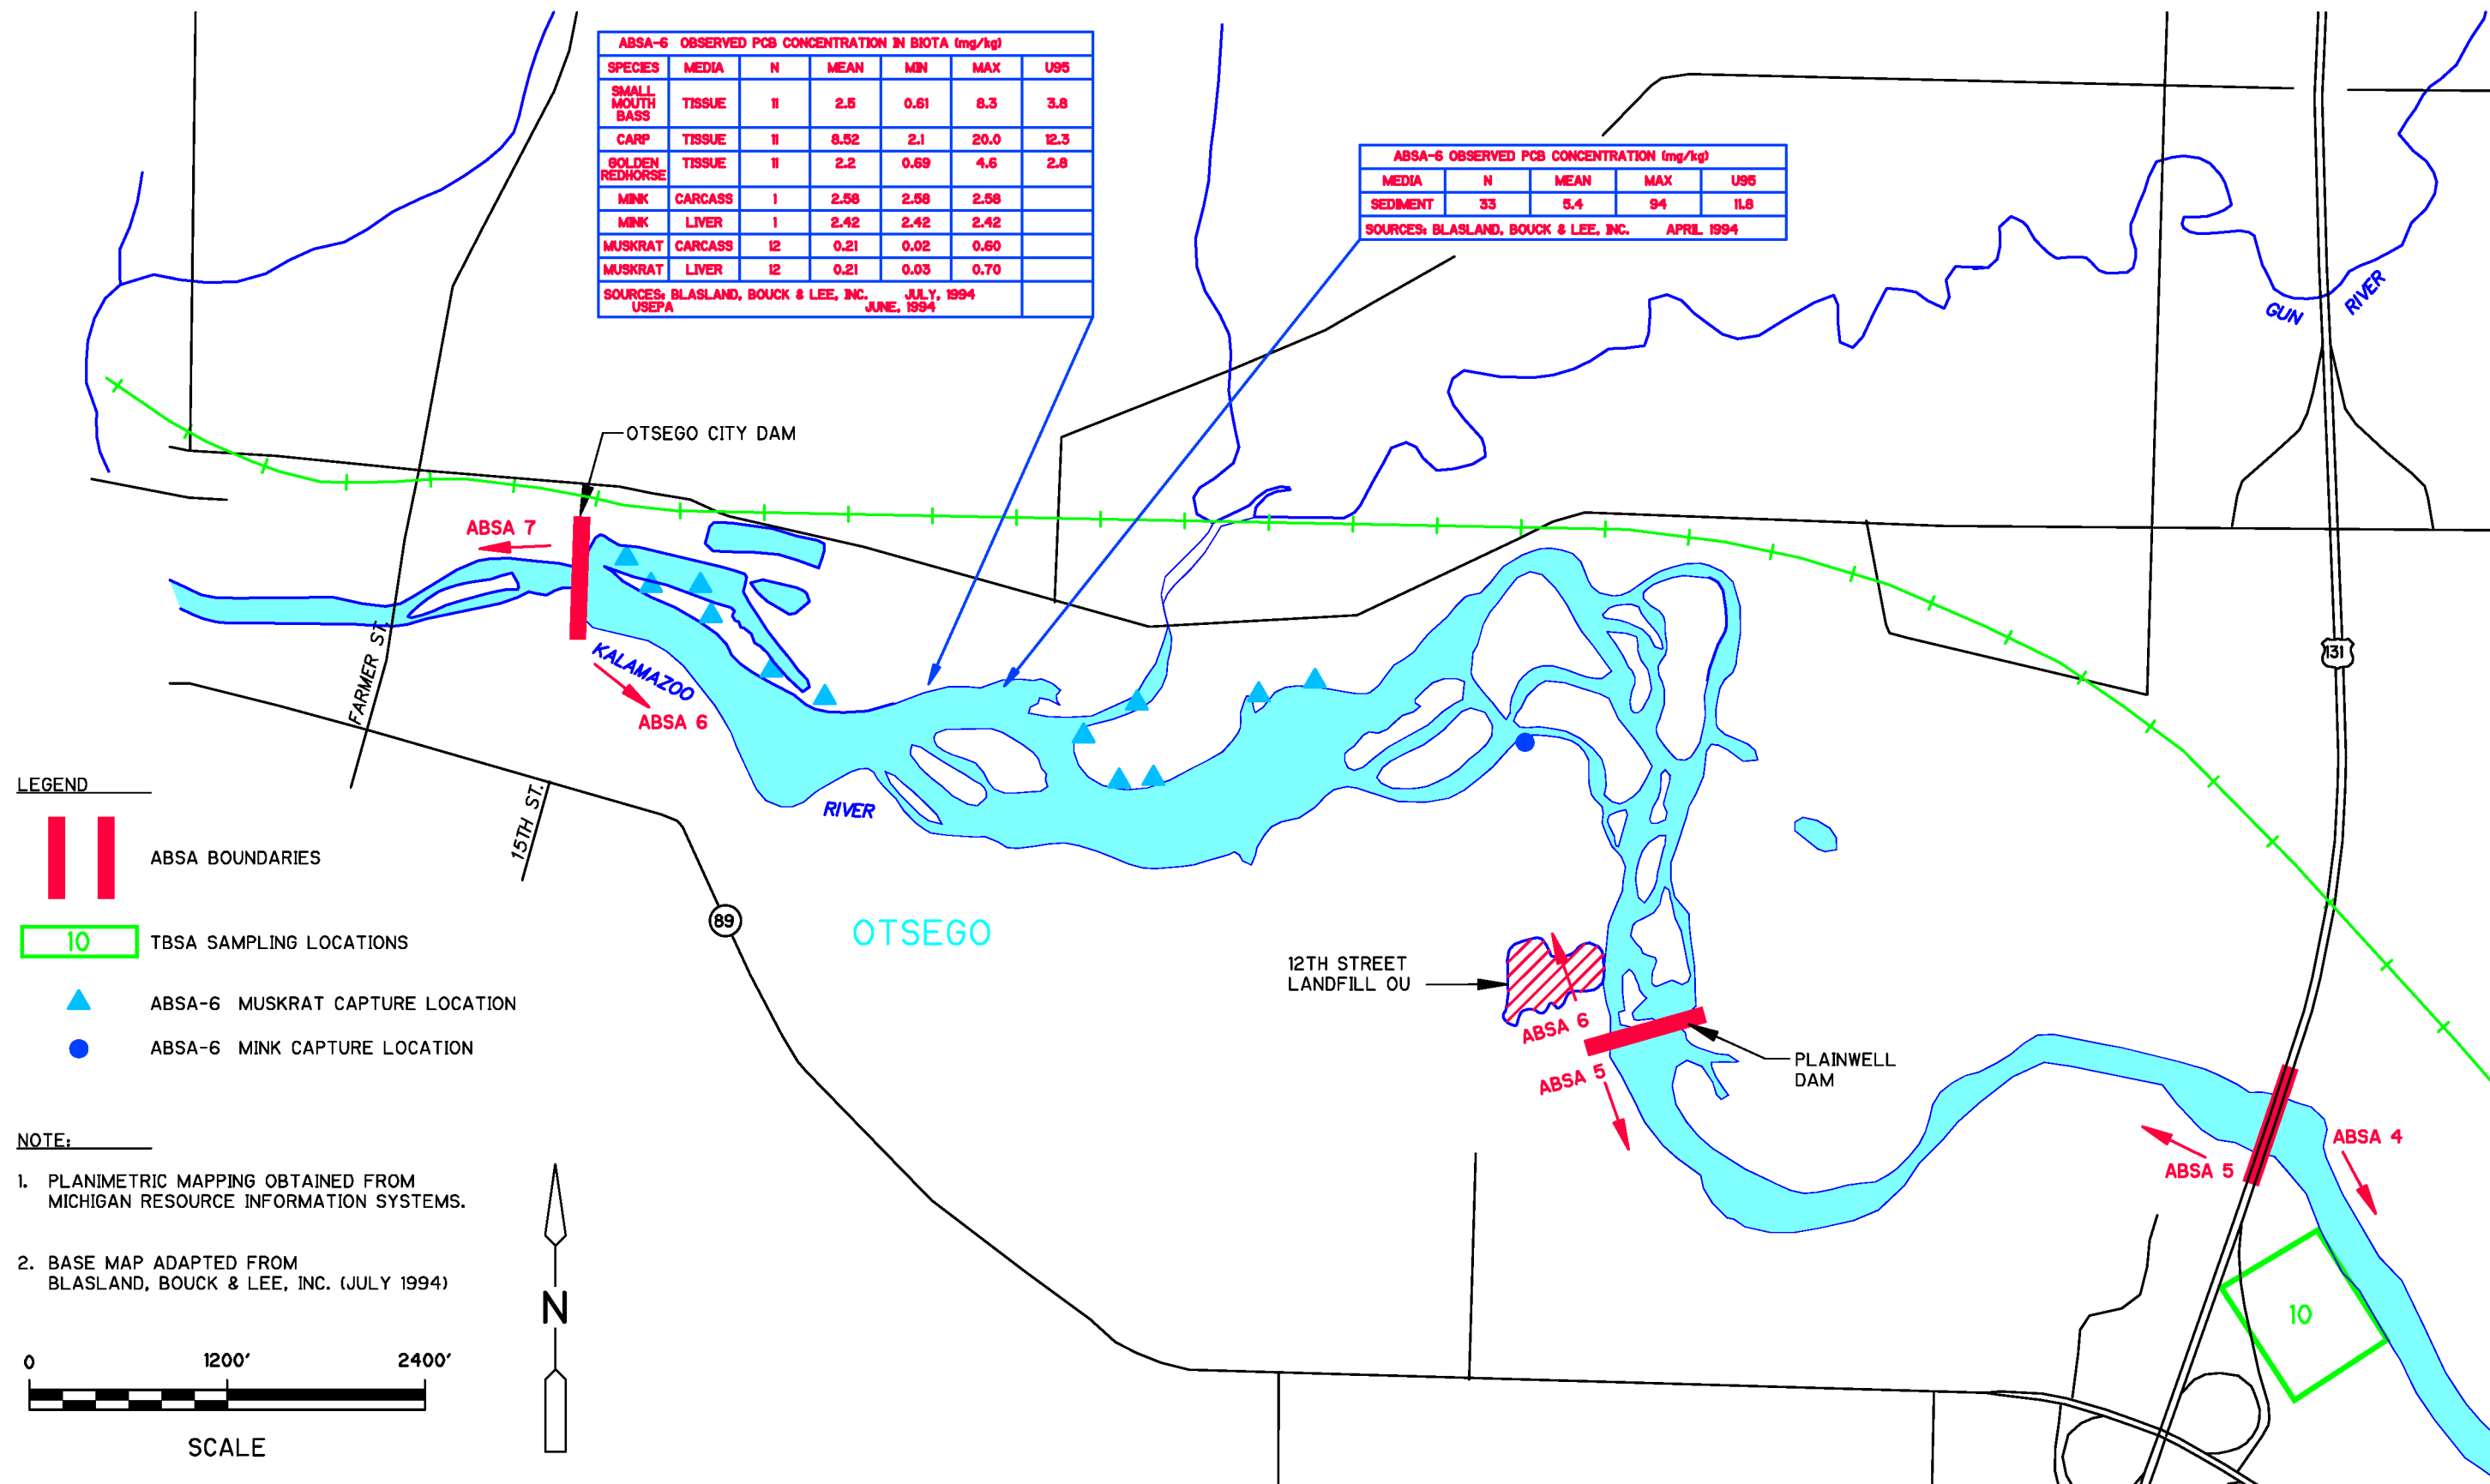 ABSA-6 OBSERVED PCB CONCENTRATION IN BIOTA (mg/kg)
SPECIES MEDIA N MEAN MIN MAX U95
SMALL MOUTH BASS TISSUE 11 2.5 0.61 8.3 3.8
CARP TISSUE 11 8.52 2.1 20.0 12.3
GOLDEN REDHORSE TISSUE 11 2.2 0.69 4.6 2.8
MINK CARCASS 1 2.58 2.58 2.58
MINK LIVER 1 2.42 2.42 2.42
MUSKRAT CARCASS 12 0.21 0.02 0.60
MUSKRAT LIVER 12 0.21 0.03 0.70
SOURCES: BLASLAND, BOUCK & LEE, INC. JULY, 1994
USEPA JUNE, 1994
ABSA-6 OBSERVED PCB CONCENTRATION (mg/kg)
MEDIA N MEAN MAX U95
SEDIMENT 33 5.4 94 11.8
SOURCES: BLASLAND, BOUCK & LEE, INC. APRIL 1994
GUN RIVER
OTSEGO CITY DAM
ABSA 7
KALAMAZOO
ABSA 6
RIVER
FARMER ST.
15TH ST.
131
89
OTSEGO
12TH STREET
LANDFILL OU
ABSA 6
ABSA 5
PLAINWELL
DAM
ABSA 4
ABSA 5
10
LEGEND
ABSA BOUNDARIES
10 TBSA SAMPLING LOCATIONS
ABSA-6 MUSKRAT CAPTURE LOCATION
ABSA-6 MINK CAPTURE LOCATION
NOTE:
1. PLANIMETRIC MAPPING OBTAINED FROM
MICHIGAN RESOURCE INFORMATION SYSTEMS.
2. BASE MAP ADAPTED FROM
BLASLAND, BOUCK & LEE, INC. (JULY 1994)
N
0 1200' 2400'
SCALE